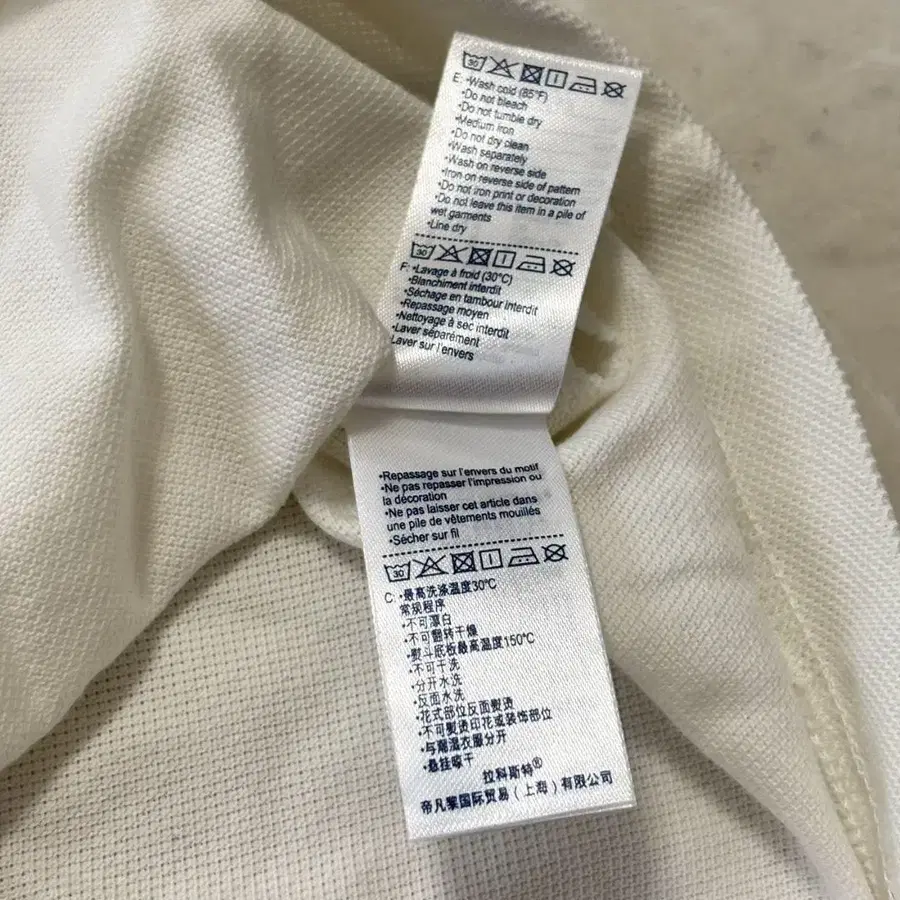 30
E: •Wash cold (85°F)
•Do not bleach
•Do not tumble dry
•Medium iron
•Do not dry clean
•Wash separately
•Wash on reverse side
•Iron on reverse side of pattern
•Do not iron print or decoration
•Do not leave this item in a pile of
wet garments
•Line dry
30
F: •Lavage à froid (30°C)
•Blanchiment interdit
•Séchage en tambour interdit
•Repassage moyen
•Nettoyage à sec interdit
•Laver séparément
Laver sur l'envers
•Repassage sur l'envers du motif
•Ne pas repasser l'impression ou
la décoration
•Ne pas laisser cet article dans
une pile de vêtements mouillés
•Sécher sur fil
30
C: •最高洗涤温度30°C
常规程序
•不可漂白
•不可翻转干燥
•熨斗底板最高温度150°C
•不可干洗
•分开水洗
•反面水洗
•花式部位反面熨烫
•不可熨烫印花或装饰部位
•与潮湿衣服分开
•悬挂晾干
拉科斯特®
帝凡黎国际贸易(上海)有限公司